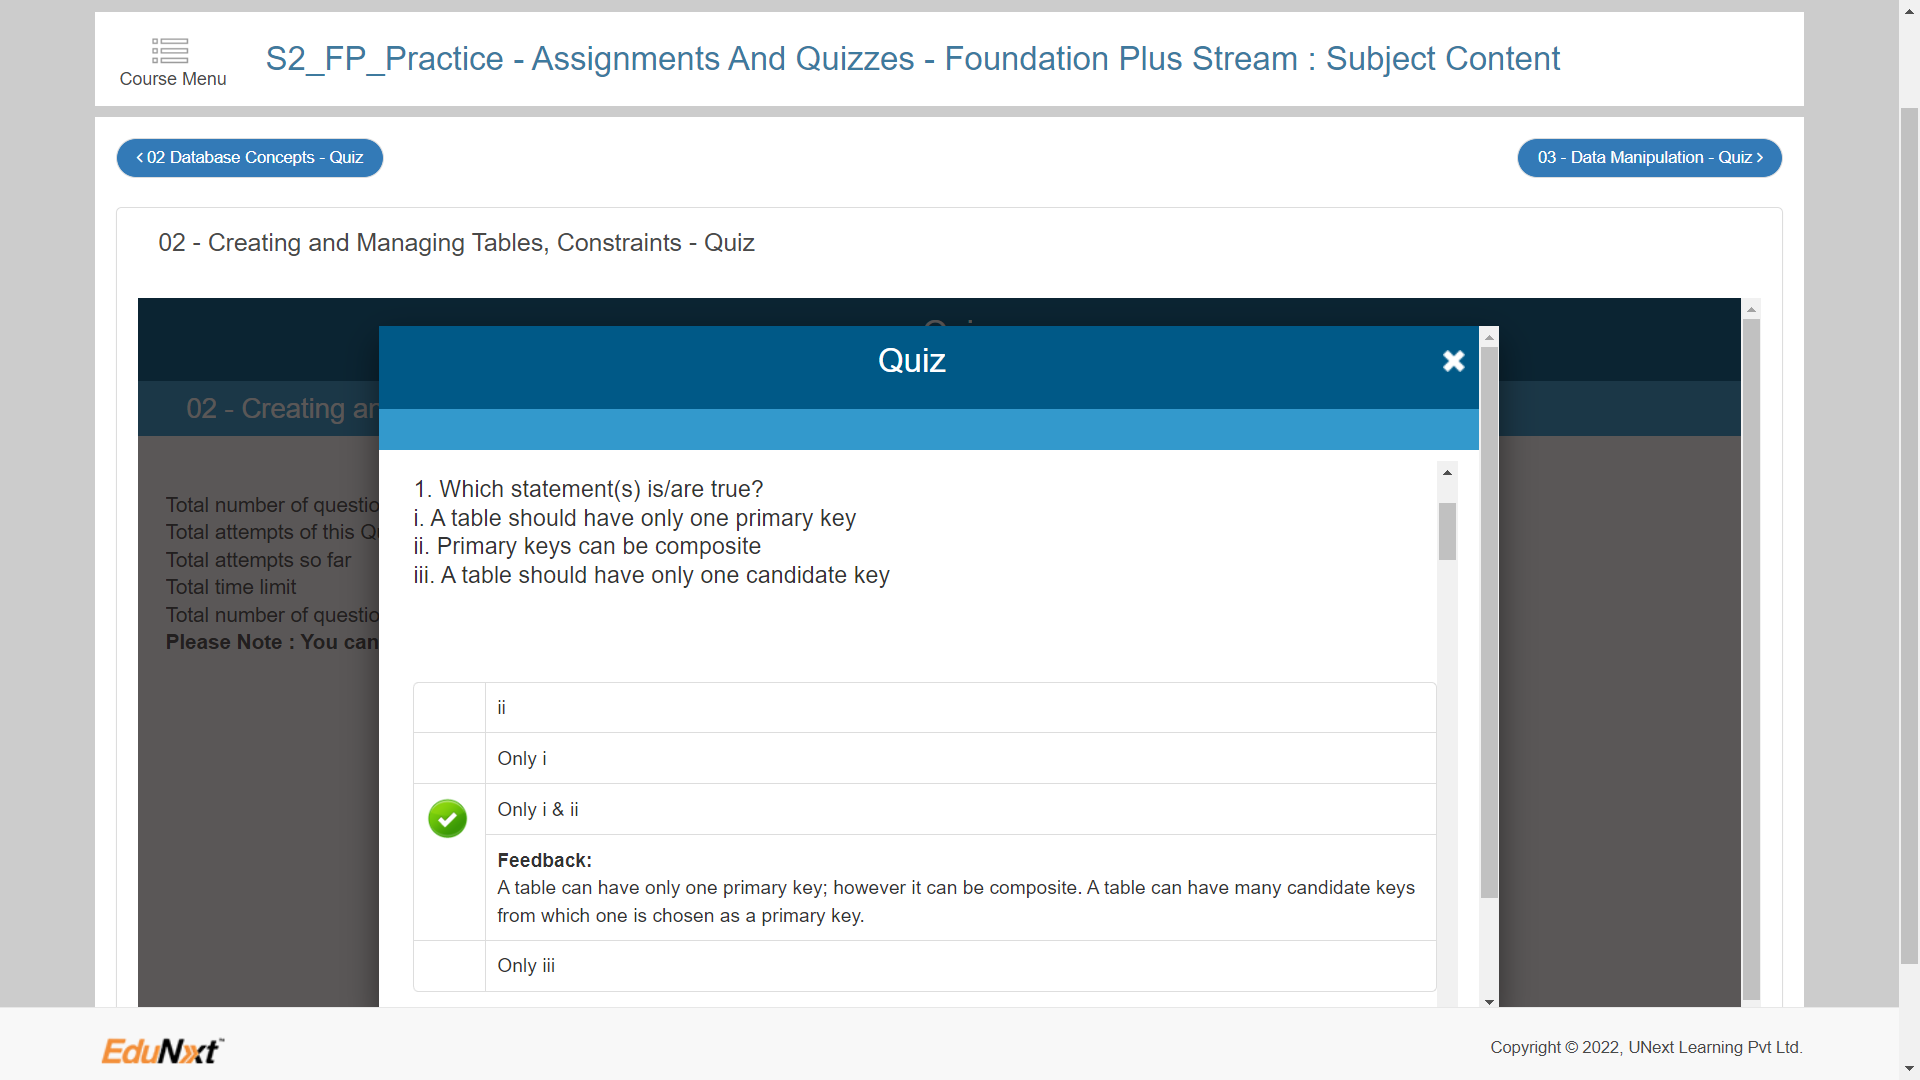 Course Menu
S2_FP_Practice - Assignments And Quizzes - Foundation Plus Stream : Subject Content
02 Database Concepts - Quiz
03 - Data Manipulation - Quiz
02 - Creating and Managing Tables, Constraints - Quiz
Quiz
02 - Creating
Total number of
Total attempts of this
Total attempts so far
Total time limit
Total number of
Please Note : You can
1. Which statement(s) is/are true?
i. A table should have only one primary key
ii. Primary keys can be composite
iii. A table should have only one candidate key
ii
Only i
Only i & ii
Feedback:
A table can have only one primary key; however it can be composite. A table can have many candidate keys
from which one is chosen as a primary key.
Only iii
EduNxt™
Copyright © 2022, UNext Learning Pvt Ltd.